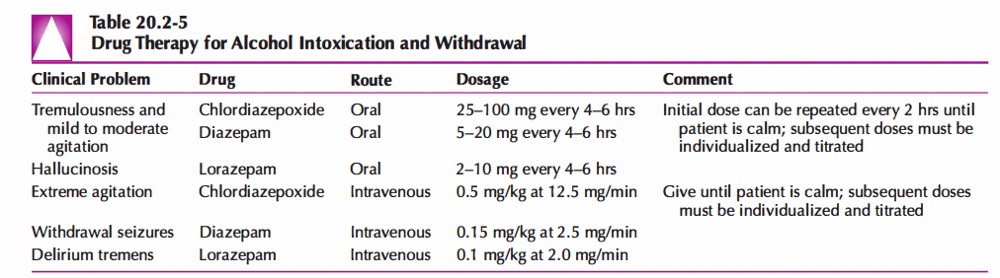 Table 20.2-5
Drug Therapy for Alcohol Intoxication and Withdrawal
Clinical Problem Drug Route Dosage Comment
Tremulousness and Chlordiazepoxide Oral 25–100 mg every 4–6 hrs Initial dose can be repeated every 2 hrs until
mild to moderate Diazepam Oral 5–20 mg every 4–6 hrs patient is calm; subsequent doses must be
agitation individualized and titrated
Hallucinosis Lorazepam Oral 2–10 mg every 4–6 hrs
Extreme agitation Chlordiazepoxide Intravenous 0.5 mg/kg at 12.5 mg/min Give until patient is calm; subsequent doses
must be individualized and titrated
Withdrawal seizures Diazepam Intravenous 0.15 mg/kg at 2.5 mg/min
Delirium tremens Lorazepam Intravenous 0.1 mg/kg at 2.0 mg/min